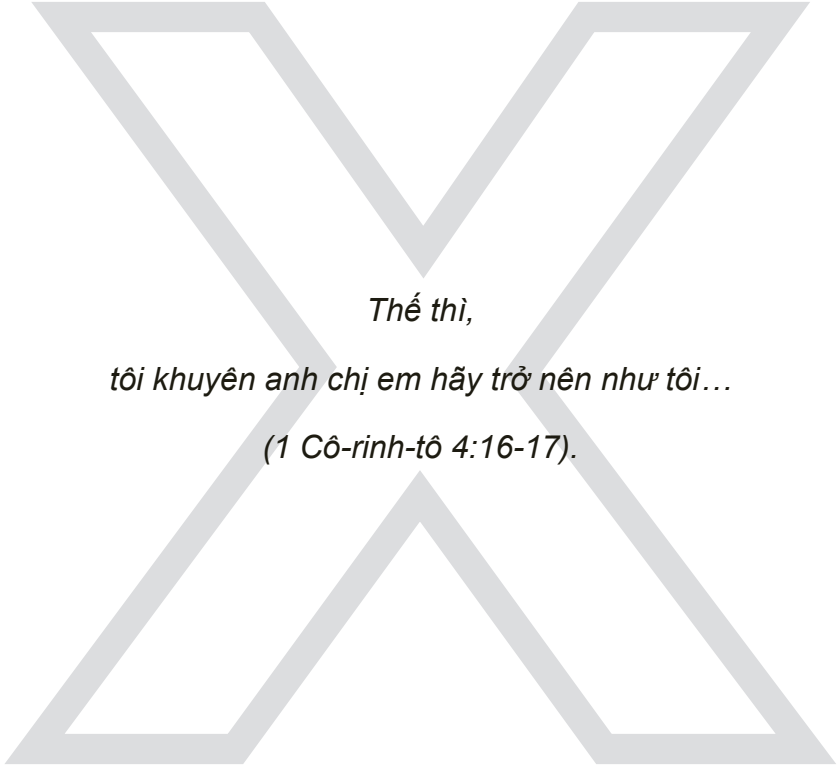 Thế thì,
tôi khuyên anh chị em hãy trở nên như tôi…
(1 Cô-rinh-tô 4:16-17).